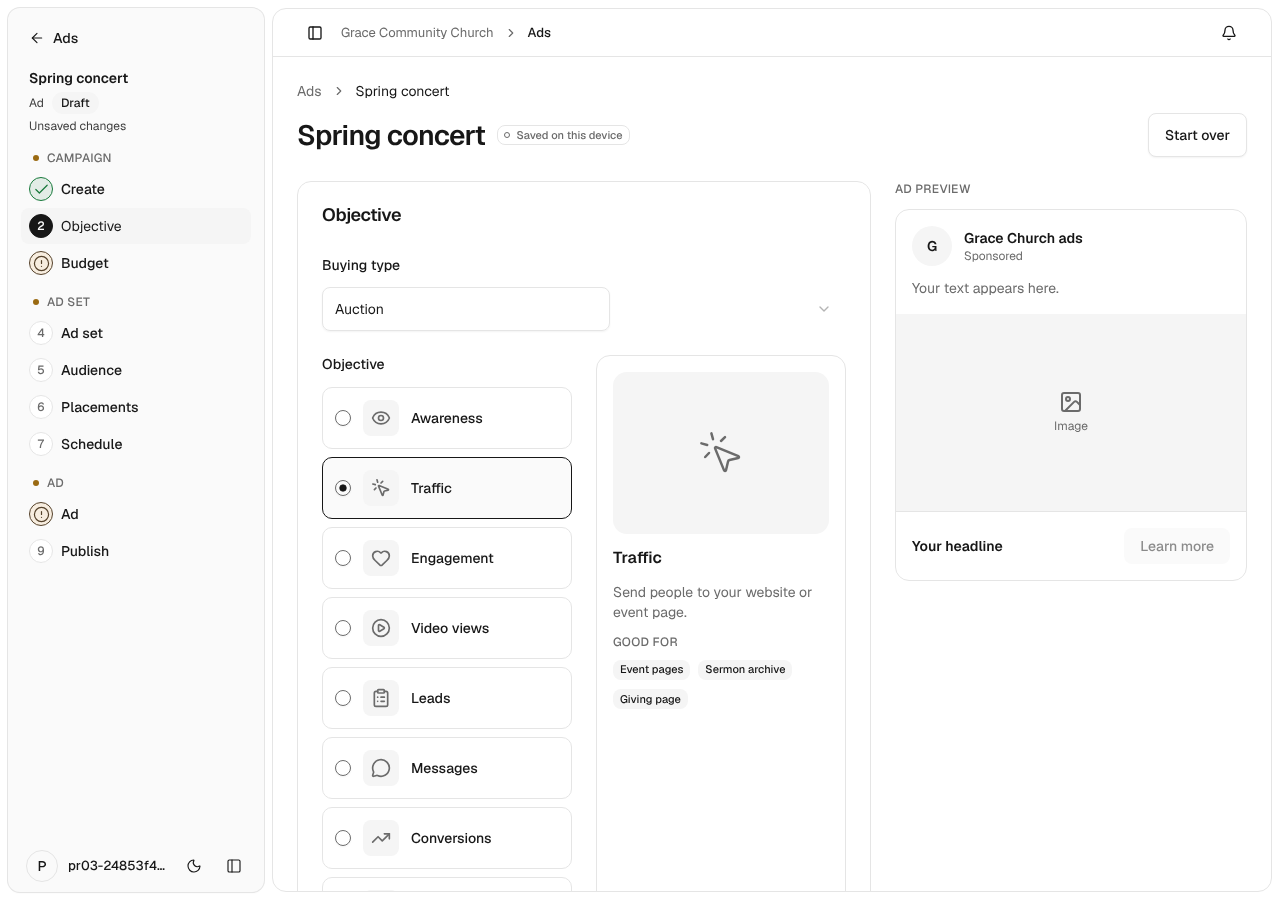 Ads
Spring concert
Ad Draft
Unsaved changes
CAMPAIGN
Create
2 Objective
Budget
AD SET
4 Ad set
5 Audience
6 Placements
7 Schedule
AD
Ad
9 Publish
P pr03-24853f4...
Grace Community Church > Ads
Ads > Spring concert
Spring concert Saved on this device
Start over
Objective
Buying type
Auction
Objective
Awareness
Traffic
Engagement
Video views
Leads
Messages
Conversions
Traffic
Send people to your website or
event page.
GOOD FOR
Event pages Sermon archive
Giving page
AD PREVIEW
G Grace Church ads
Sponsored
Your text appears here.
Image
Your headline Learn more